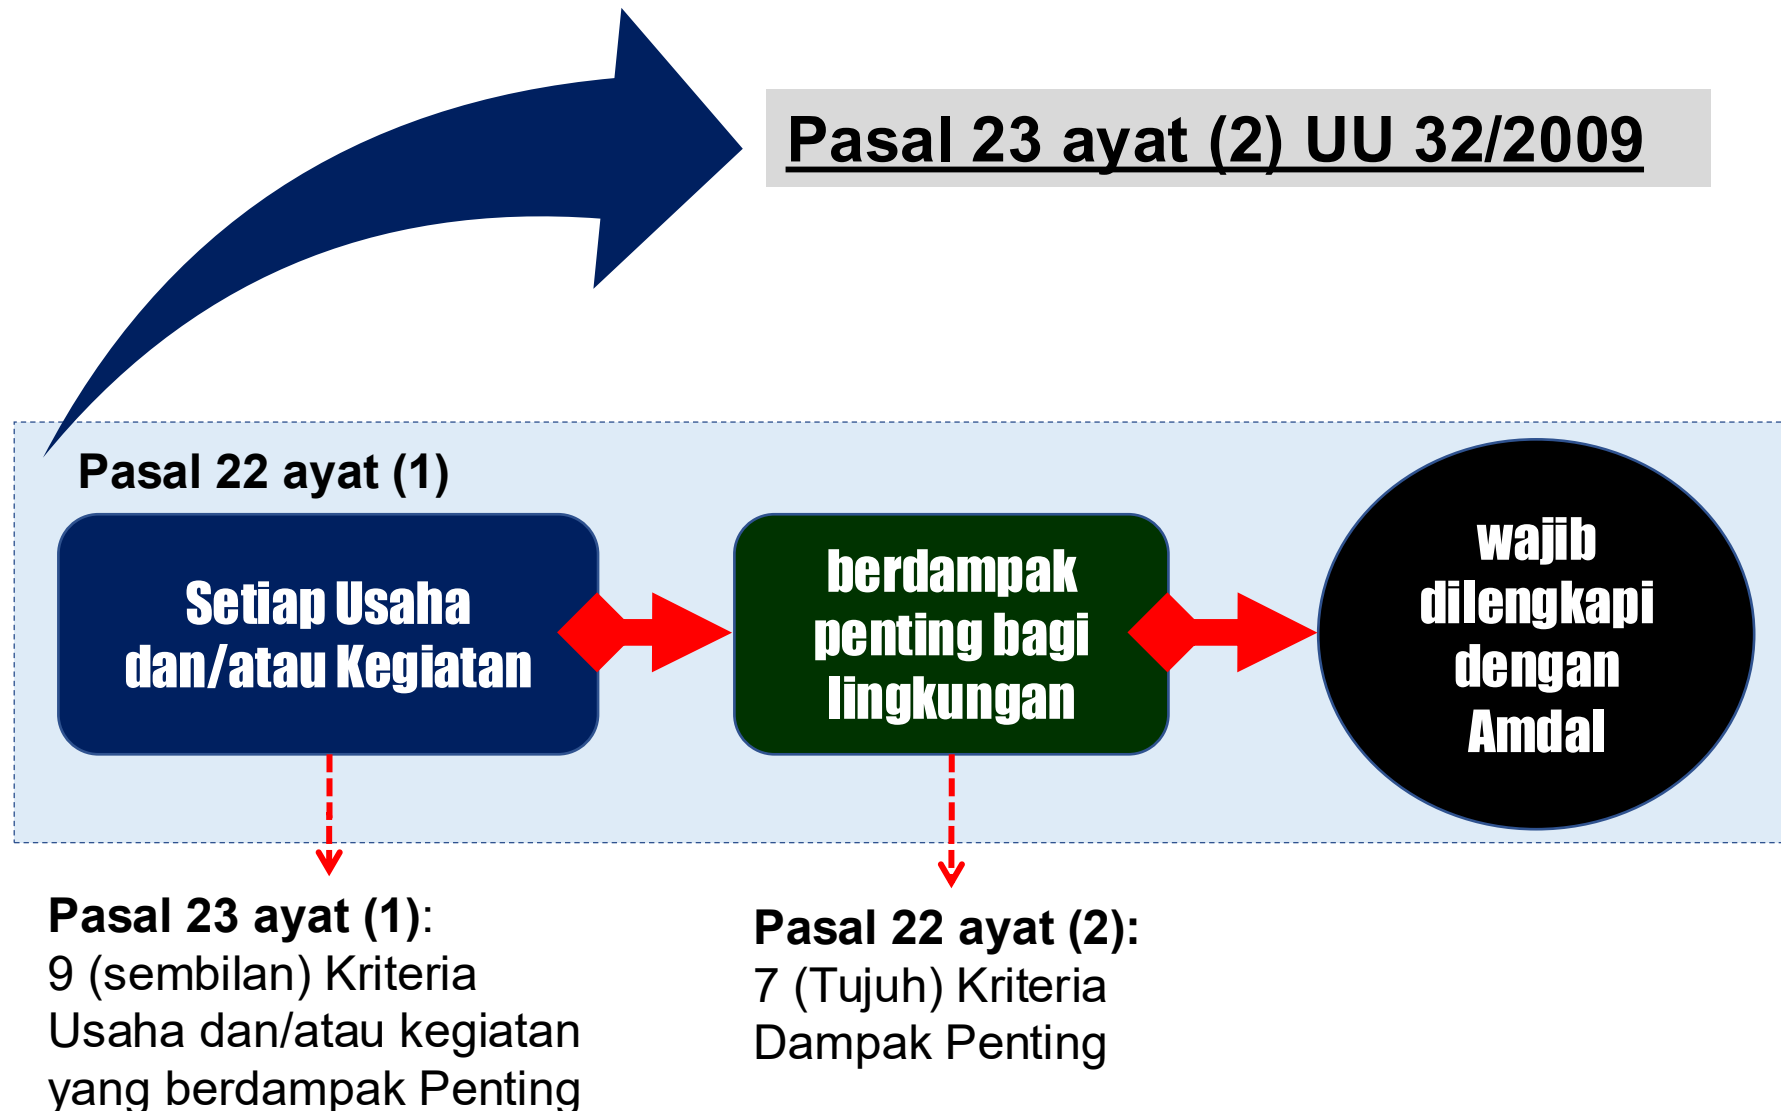 Pasal 23 ayat (2) UU 32/2009
Pasal 22 ayat (1)
Setiap Usaha
dan/atau Kegiatan
berdampak
penting bagi
lingkungan
wajib
dilengkapi
dengan
Amdal
Pasal 23 ayat (1):
9 (sembilan) Kriteria
Usaha dan/atau kegiatan
yang berdampak Penting
Pasal 22 ayat (2):
7 (Tujuh) Kriteria
Dampak Penting